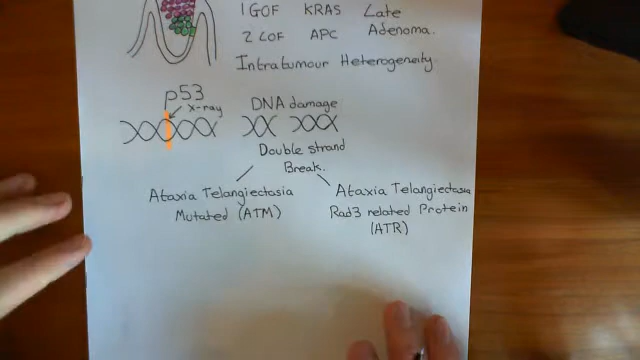 1 GOF KRAS Late
2 LOF APC Adenoma.
Intratumour Heterogeneity.
p53
x-ray
DNA damage
Double strand
Break.
Ataxia Telangiectasia
Mutated (ATM)
Ataxia Telangiectasia
Rad3 related Protein
(ATR)